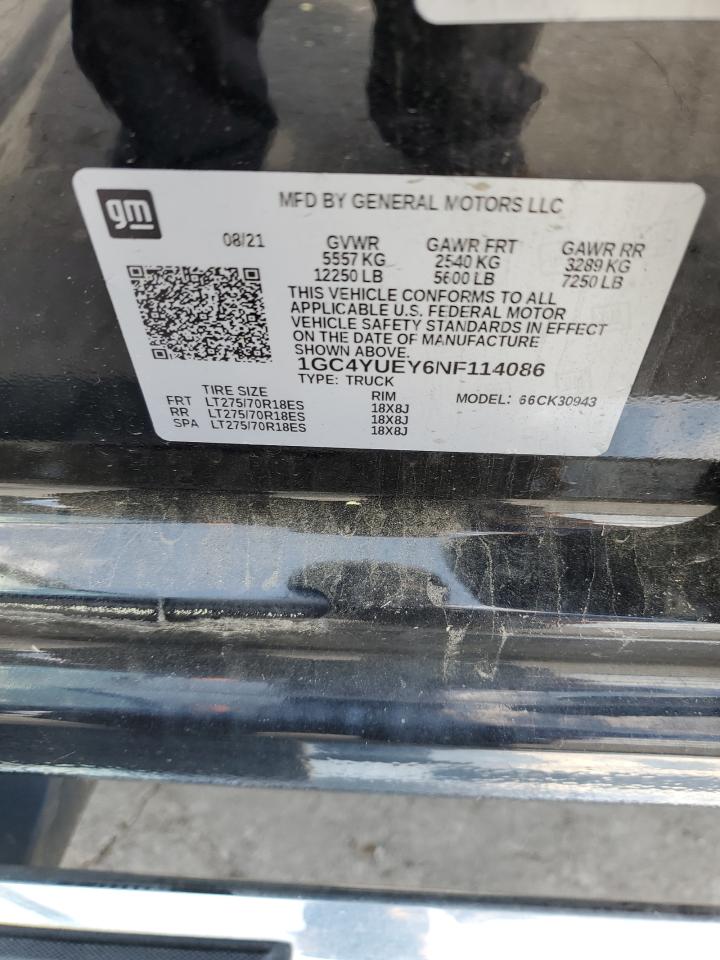 gm
MFD BY GENERAL MOTORS LLC
08/21 GVWR GAWR FRT GAWR RR
5557 KG 2540 KG 3289 KG
12250 LB 5600 LB 7250 LB
THIS VEHICLE CONFORMS TO ALL
APPLICABLE U.S. FEDERAL MOTOR
VEHICLE SAFETY STANDARDS IN EFFECT
ON THE DATE OF MANUFACTURE
SHOWN ABOVE.
1GC4YUEY6NF114086
TYPE: TRUCK
TIRE SIZE RIM MODEL: 66CK30943
FRT LT275/70R18ES 18X8J
RR LT275/70R18ES 18X8J
SPA LT275/70R18ES 18X8J